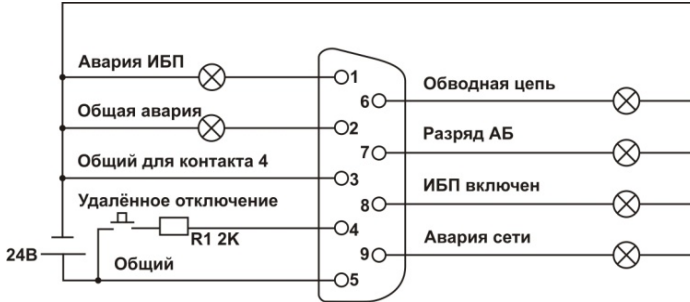 Авария ИБП
1
Обводная цепь
6
Общая авария
2
Разряд АБ
7
Общий для контакта 4
3
ИБП включен
8
Удалённое отключение
4
R1 2K
Авария сети
9
24В
Общий
5